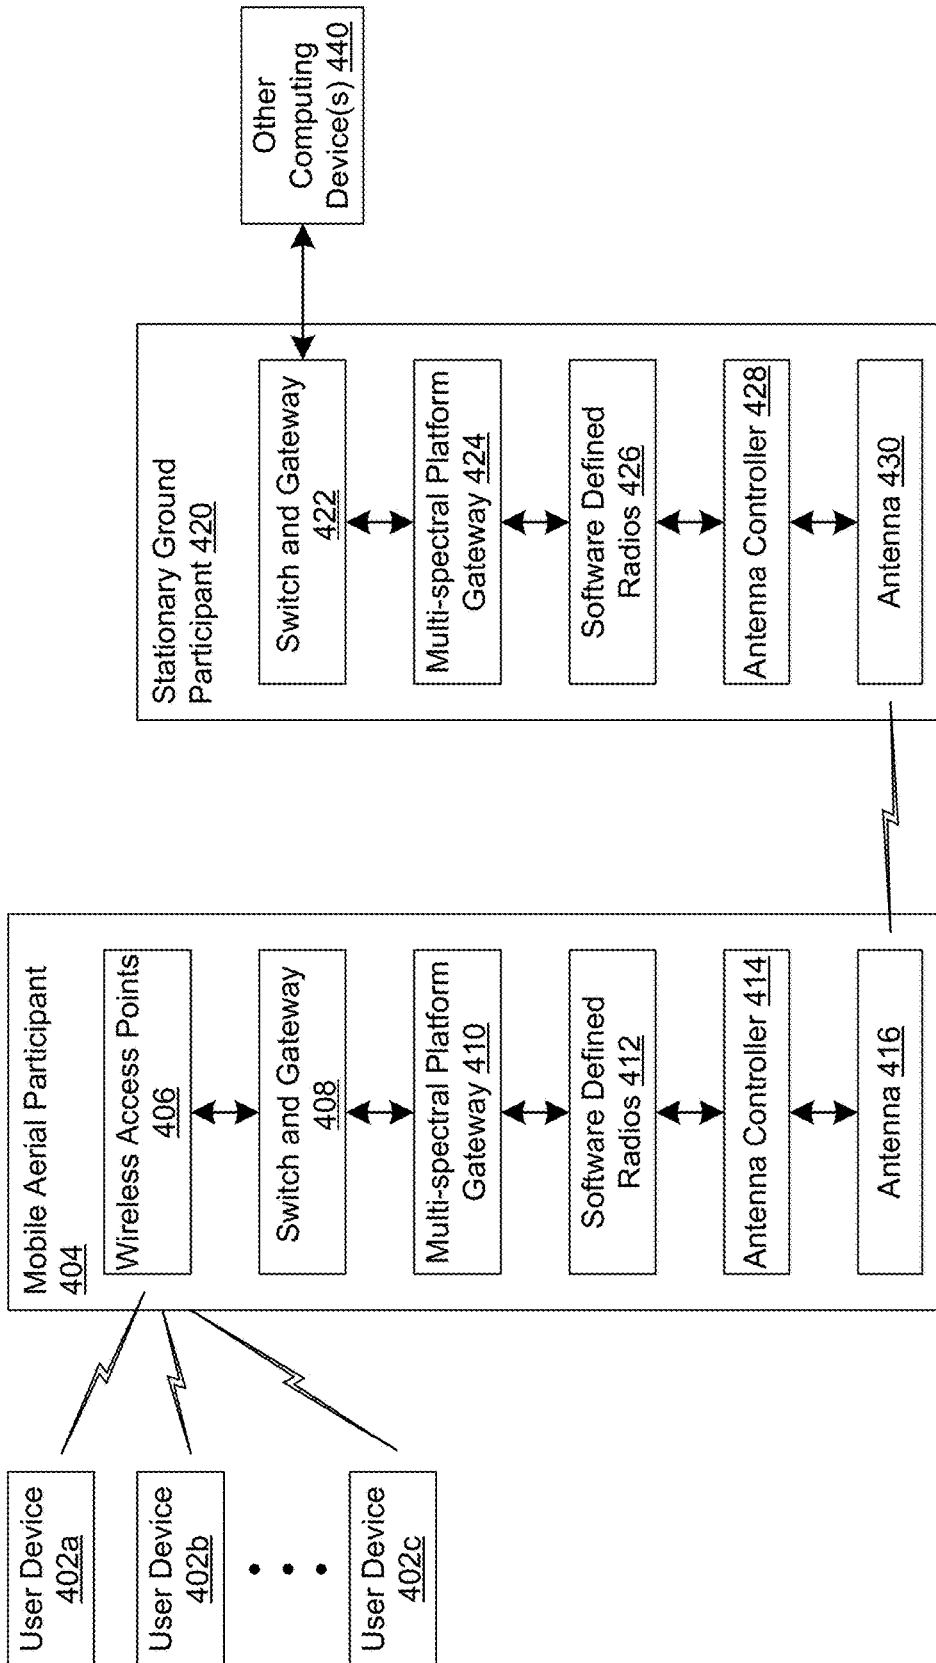 User Device
402a
User Device
402b
User Device
402c
Mobile Aerial Participant
404
Wireless Access Points
406
Switch and Gateway
408
Multi-spectral Platform
Gateway 410
Software Defined
Radios 412
Antenna Controller 414
Antenna 416
Stationary Ground
Participant 420
Switch and Gateway
422
Multi-spectral Platform
Gateway 424
Software Defined
Radios 426
Antenna Controller 428
Antenna 430
Other
Computing
Device(s) 440